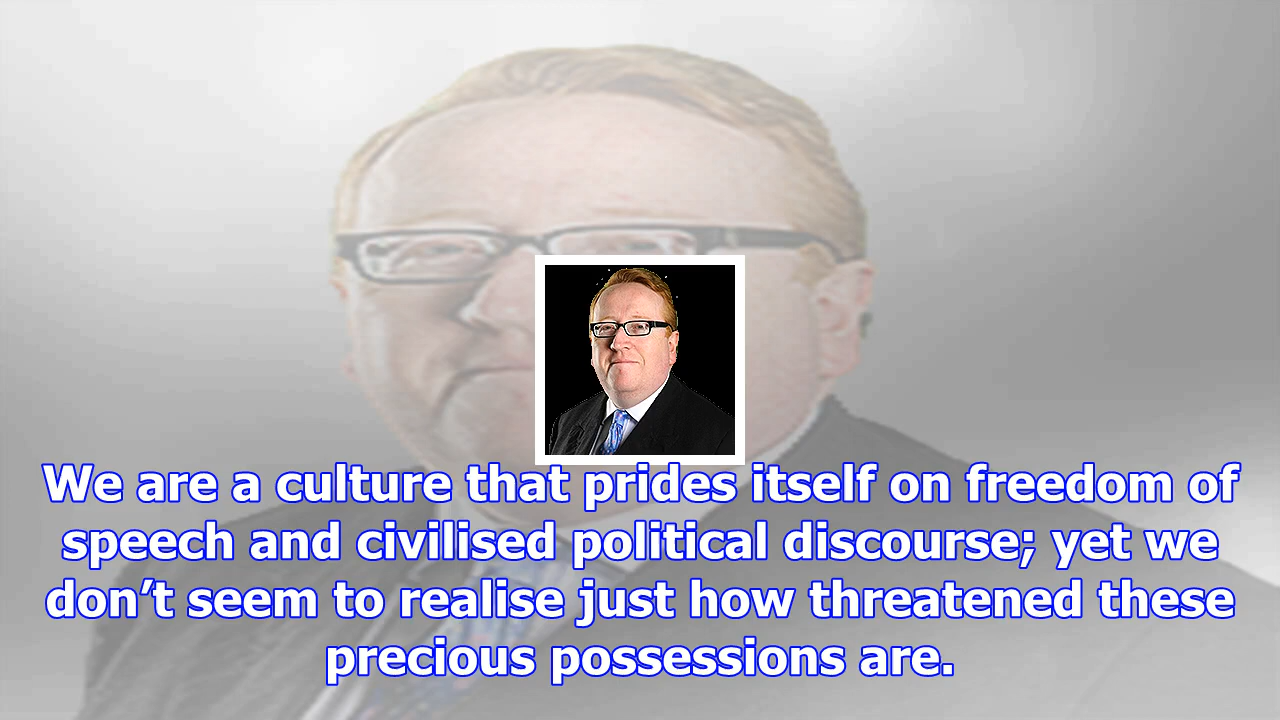 We are a culture that prides itself on freedom of
speech and civilised political discourse; yet we
don’t seem to realise just how threatened these
precious possessions are.